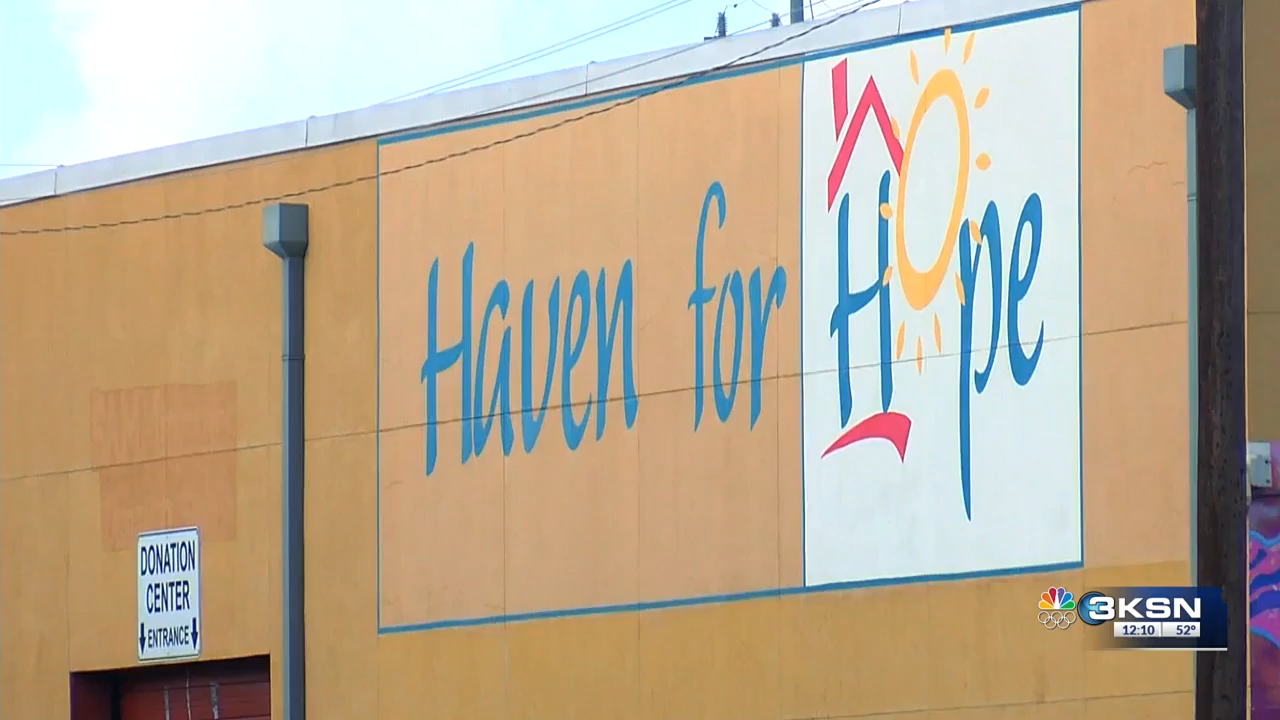 Haven for Hope
DONATION
CENTER
ENTRANCE
3KSN
12:10 52°